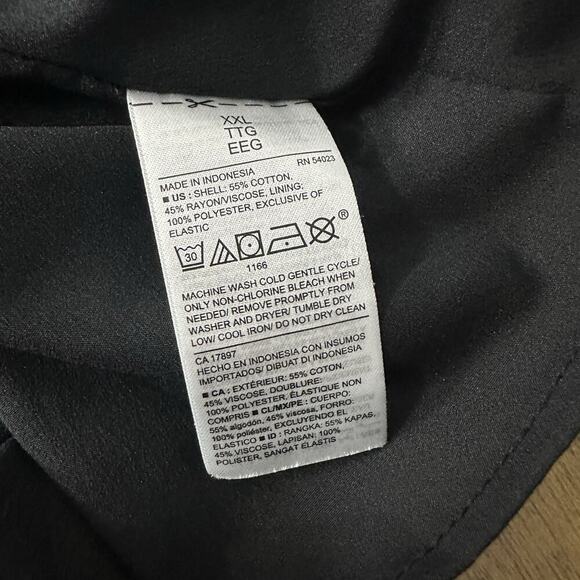 XXL
TTG
EEG
RN 54023
MADE IN INDONESIA
■ US : SHELL: 55% COTTON,
45% RAYON/VISCOSE, LINING:
100% POLYESTER, EXCLUSIVE OF
ELASTIC
30
®
1166
MACHINE WASH COLD GENTLE CYCLE/
ONLY NON-CHLORINE BLEACH WHEN
NEEDED/ REMOVE PROMPTLY FROM
WASHER AND DRYER/ TUMBLE DRY
LOW/ COOL IRON/ DO NOT DRY CLEAN
CA 17897
HECHO EN INDONESIA CON INSUMOS
IMPORTADOS/ DIBUAT DI INDONESIA
■ CA : EXTÉRIEUR: 55% COTON,
45% VISCOSE, DOUBLURE:
100% POLYESTER, ÉLASTIQUE NON
COMPRIS ■ CL/MX/PE : CUERPO:
55% algodón, 45% viscosa, FORRO:
100% poliéster, EXCLUYENDO EL
ELASTICO ■ ID : RANGKA: 55% KAPAS,
45% VISCOSE, LAPISAN: 100%
POLISTER, SANGAT ELASTIS